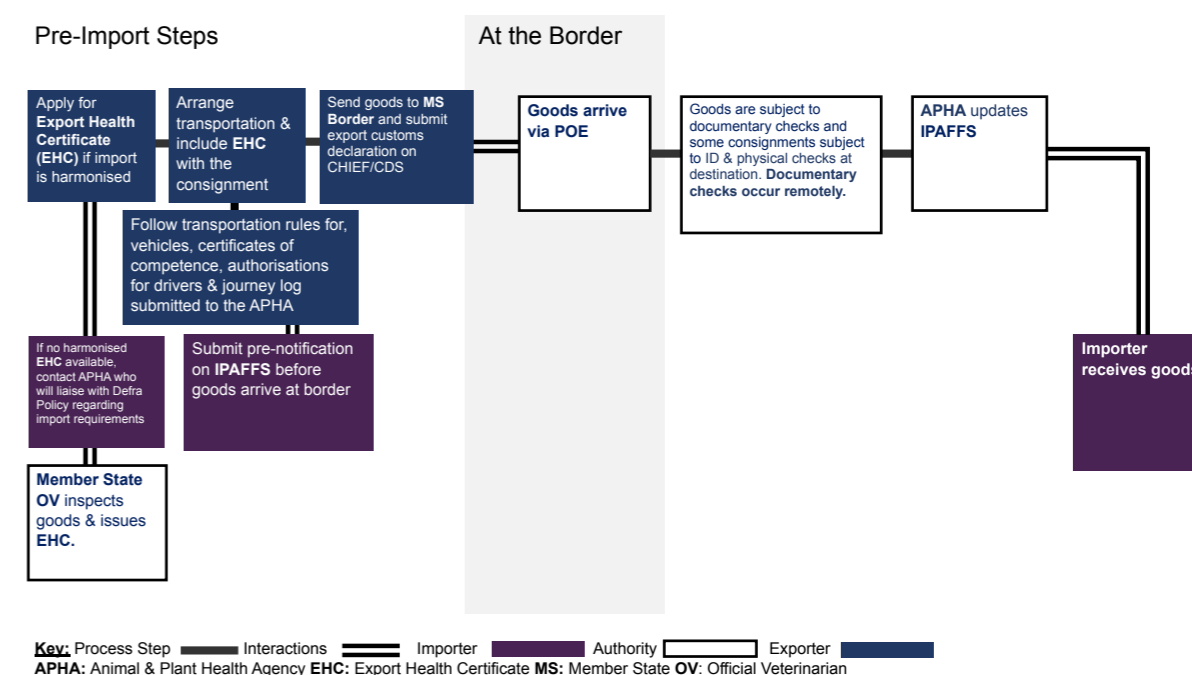 Pre-Import Steps
At the Border
Apply for
Export Health
Certificate
(EHC) if import
is harmonised
Arrange
transportation &
include EHC
with the
consignment
Send goods to MS
Border and submit
export customs
declaration on
CHIEF/CDS
Goods arrive
via POE
Goods are subject to
documentary checks and
some consignments subject
to ID & physical checks at
destination. Documentary
checks occur remotely.
APHA updates
IPAFFS
Follow transportation rules for,
vehicles, certificates of
competence, authorisations
for drivers & journey log
submitted to the APHA
If no harmonised
EHC available,
contact APHA who
will liaise with Defra
Policy regarding
import requirements
Submit pre-notification
on IPAFFS before
goods arrive at border
Importer
receives goods
Member State
OV inspects
goods & issues
EHC.
Key: Process Step Interactions Importer Authority Exporter
APHA: Animal & Plant Health Agency EHC: Export Health Certificate MS: Member State OV: Official Veterinarian